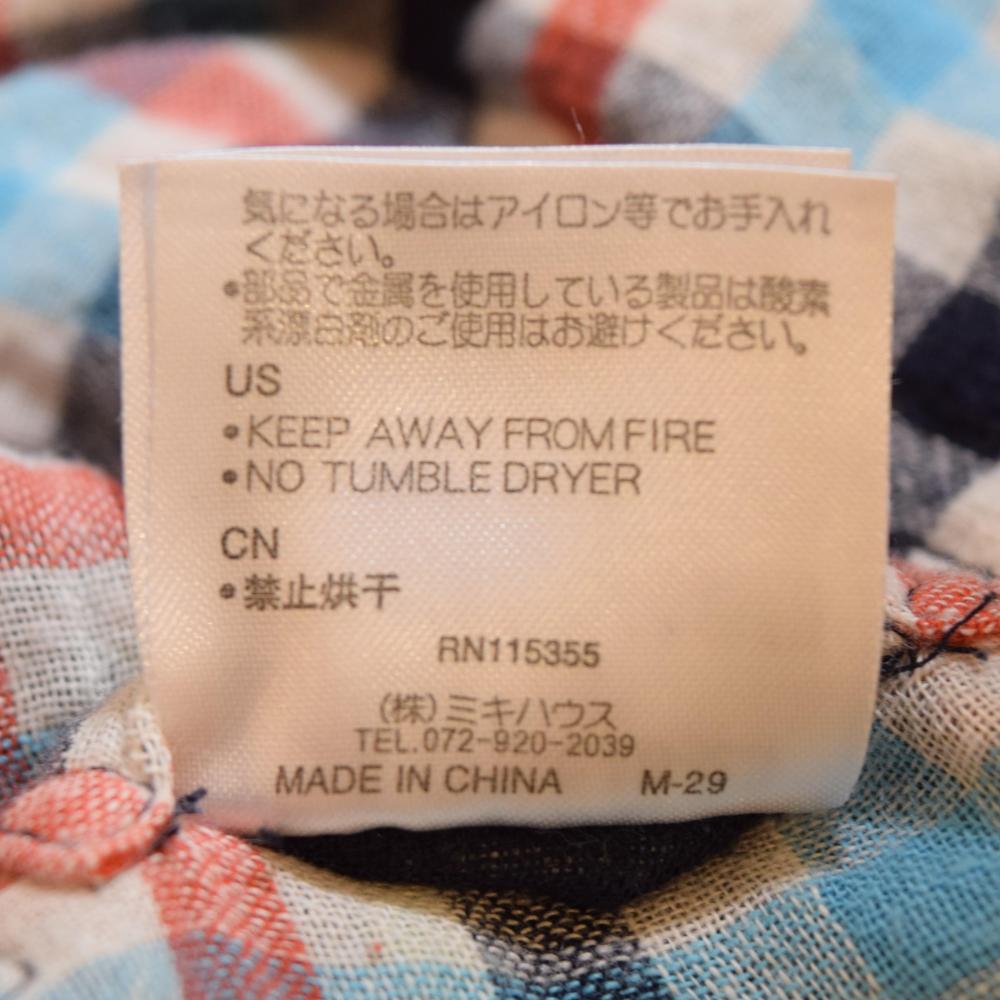 気になる場合はアイロン等でお手入れ
ください。
•部品で金属を使用している製品は酸素
系漂白剤のご使用はお避けください。
US
•KEEP AWAY FROM FIRE
•NO TUMBLE DRYER
CN
•禁止烘干
RN115355
(株)ミキハウス
TEL.072-920-2039
MADE IN CHINA M-29